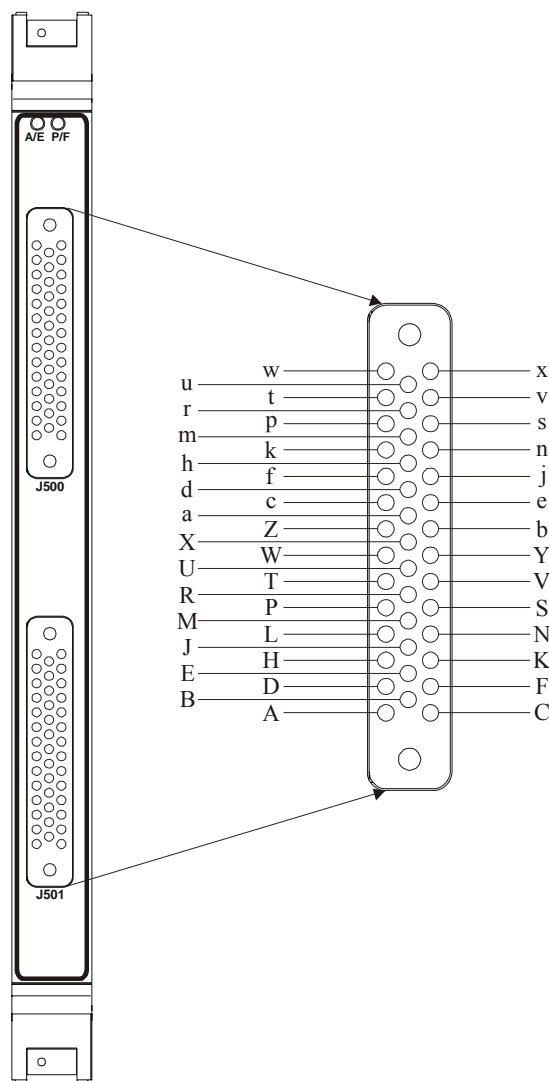 A/E P/F
J500
J501
w x
u
t v
r
p s
m
k n
h
f j
d
c e
a
Z b
X
W Y
U
T V
R
P S
M
L N
J
H K
E
D F
B
A C